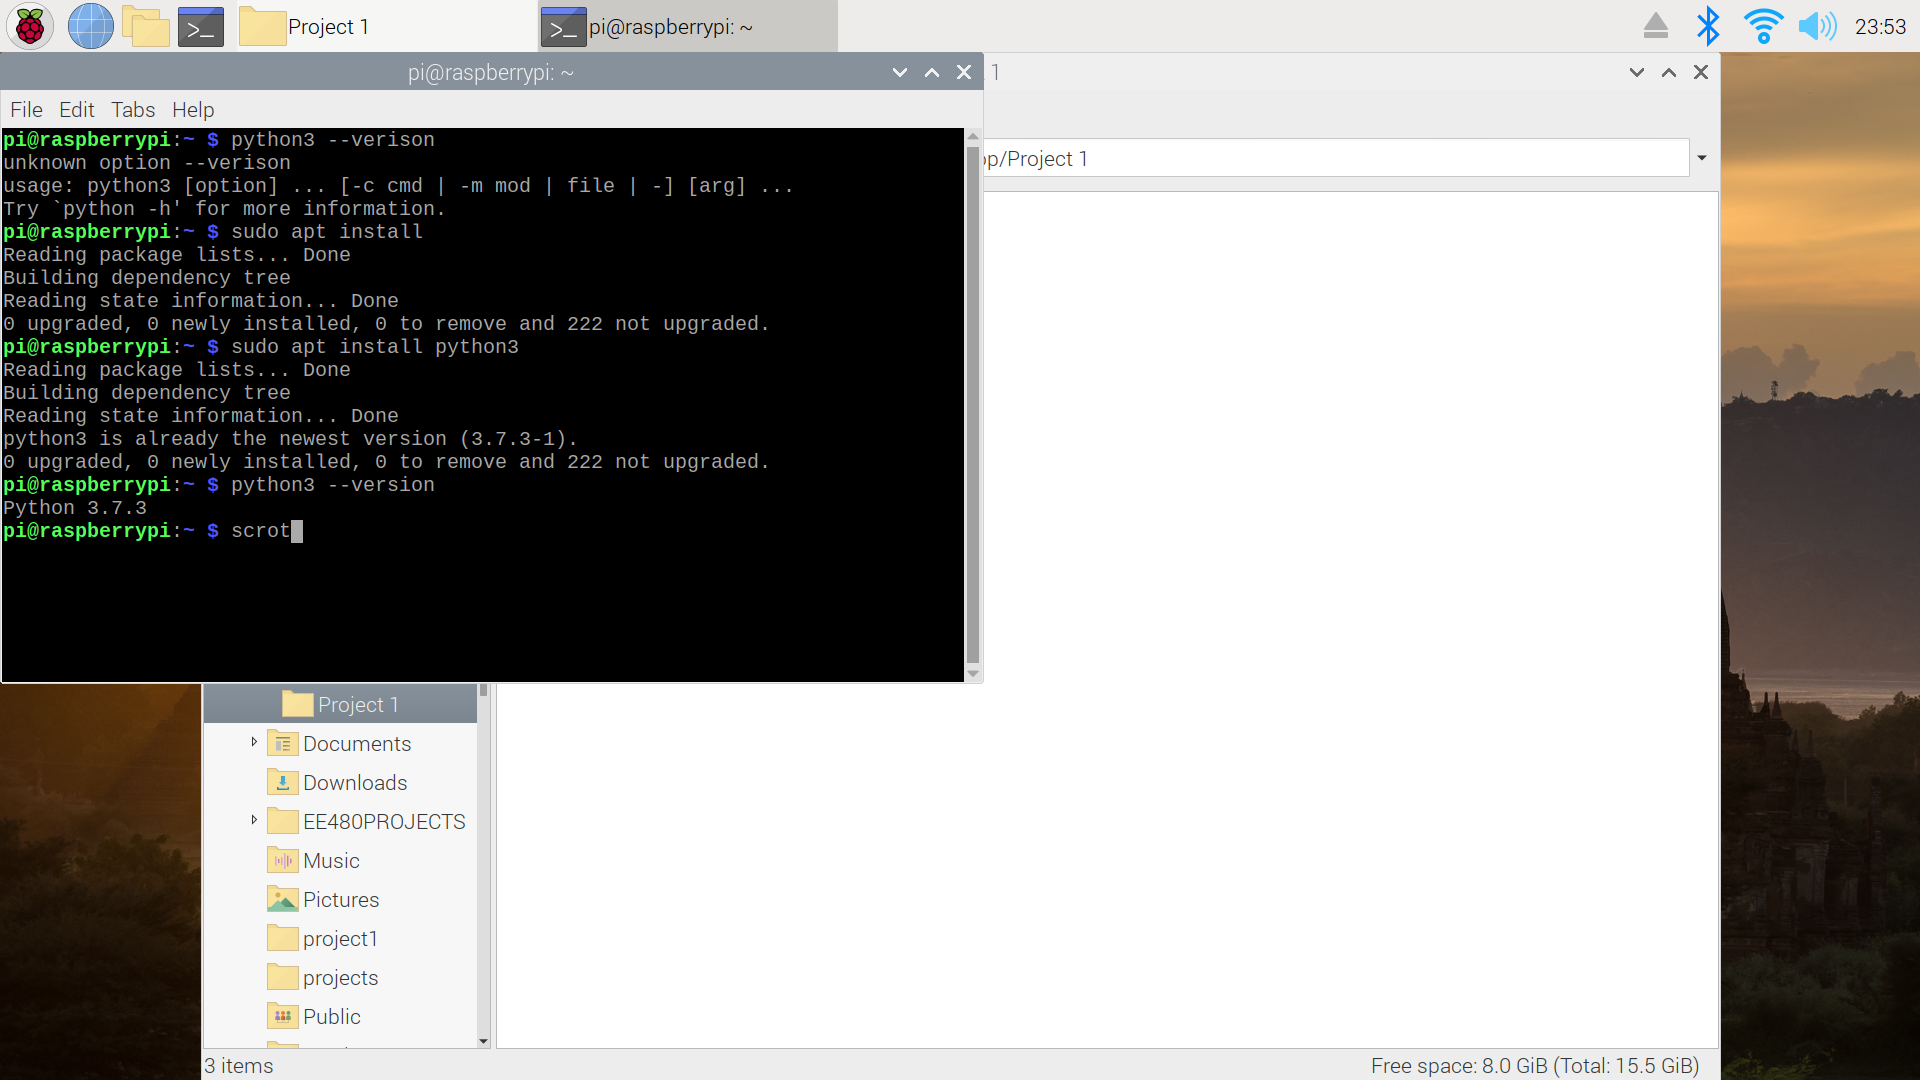 Project 1
pi@raspberrypi: ~
23:53
pi@raspberrypi: ~
1
File Edit Tabs Help
pi@raspberrypi:~ $ python3 --verison
unknown option --verison
usage: python3 [option] ... [-c cmd | -m mod | file | -] [arg] ...
Try `python -h' for more information.
pi@raspberrypi:~ $ sudo apt install
Reading package lists... Done
Building dependency tree
Reading state information... Done
0 upgraded, 0 newly installed, 0 to remove and 222 not upgraded.
pi@raspberrypi:~ $ sudo apt install python3
Reading package lists... Done
Building dependency tree
Reading state information... Done
python3 is already the newest version (3.7.3-1).
0 upgraded, 0 newly installed, 0 to remove and 222 not upgraded.
pi@raspberrypi:~ $ python3 --version
Python 3.7.3
pi@raspberrypi:~ $ scrot
op/Project 1
Project 1
Documents
Downloads
EE480PROJECTS
Music
Pictures
project1
projects
Public
3 items
Free space: 8.0 GiB (Total: 15.5 GiB)